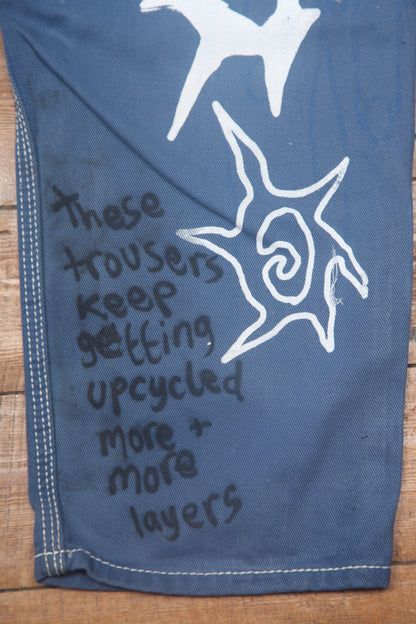 These
trousers
keep
getting
upcycled
more +
more
layers